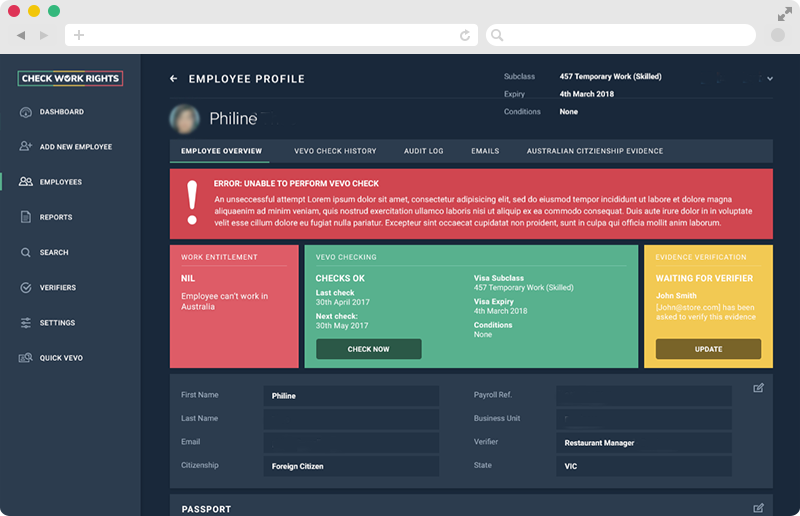 CHECK WORK RIGHTS
DASHBOARD
ADD NEW EMPLOYEE
EMPLOYEES
REPORTS
SEARCH
VERIFIERS
SETTINGS
QUICK VEVO
EMPLOYEE PROFILE
Subclass 457 Temporary Work (Skilled)
Expiry 4th March 2018
Conditions None
Philine
EMPLOYEE OVERVIEW VEVO CHECK HISTORY AUDIT LOG EMAILS AUSTRALIAN CITZIENSHIP EVIDENCE
ERROR: UNABLE TO PERFORM VEVO CHECK
An unseccessful attempt Lorem ipsum dolor sit amet, consectetur adipisicing elit, sed do eiusmod tempor incididunt ut labore et dolore magna
aliquaenim ad minim veniam, quis nostrud exercitation ullamco laboris nisi ut aliquip ex ea commodo consequat. Duis aute irure dolor in in voluptate
velit esse cillum dolore eu fugiat nulla pariatur. Excepteur sint occaecat cupidatat non proident, sunt in culpa qui officia mollit anim laborum.
WORK ENTITLEMENT
NIL
Employee can't work in
Australia
VEVO CHECKING
CHECKS OK
Last check
30th April 2017
Next check:
30th May 2017
CHECK NOW
Visa Subclass
457 Temporary Work (Skilled)
Visa Expiry
4th March 2018
Conditions
None
EVIDENCE VERIFICATION
WAITING FOR VERIFIER
John Smith
(John@store.com) has been
asked to verify this evidence
UPDATE
First Name Philine
Last Name
Email
Citizenship Foreign Citizen
Payroll Ref.
Business Unit
Verifier Restaurant Manager
State VIC
PASSPORT